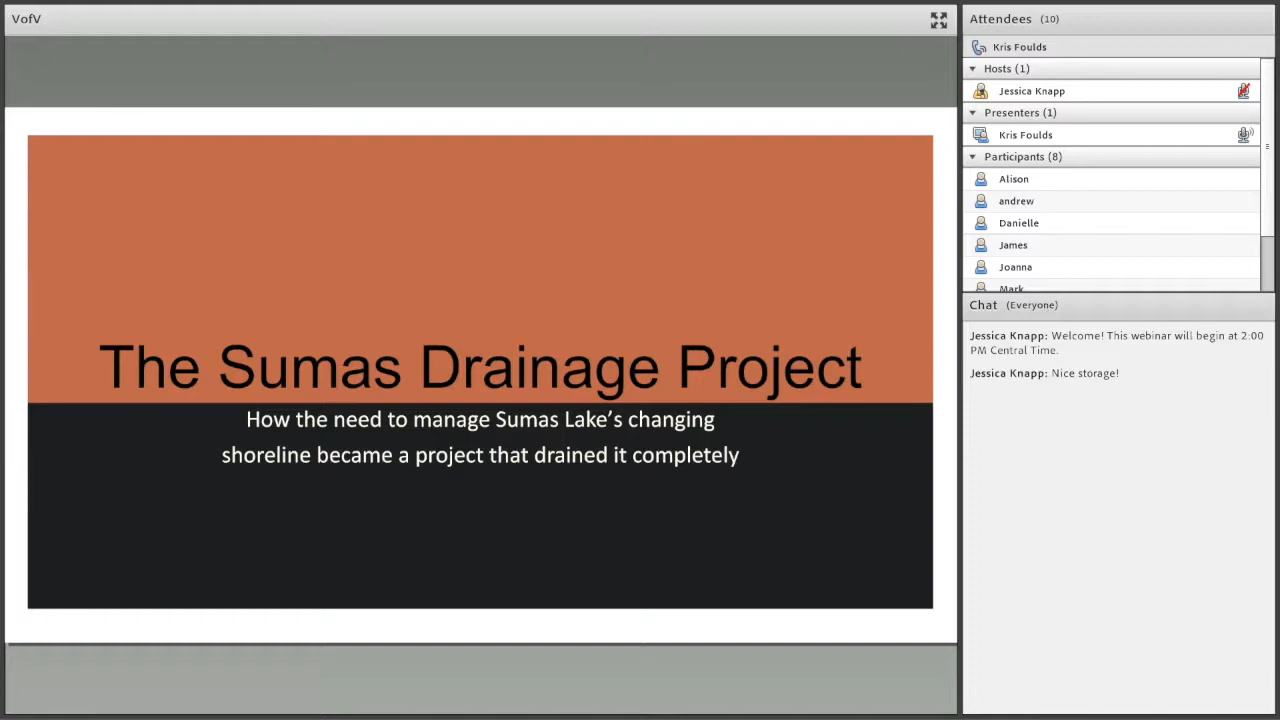 VofV
The Sumas Drainage Project
How the need to manage Sumas Lake’s changing
shoreline became a project that drained it completely
Attendees (10)
Kris Foulds
Hosts (1)
Jessica Knapp
Presenters (1)
Kris Foulds
Participants (8)
Alison
andrew
Danielle
James
Joanna
Mark
Chat (Everyone)
Jessica Knapp: Welcome! This webinar will begin at 2:00
PM Central Time.
Jessica Knapp: Nice storage!